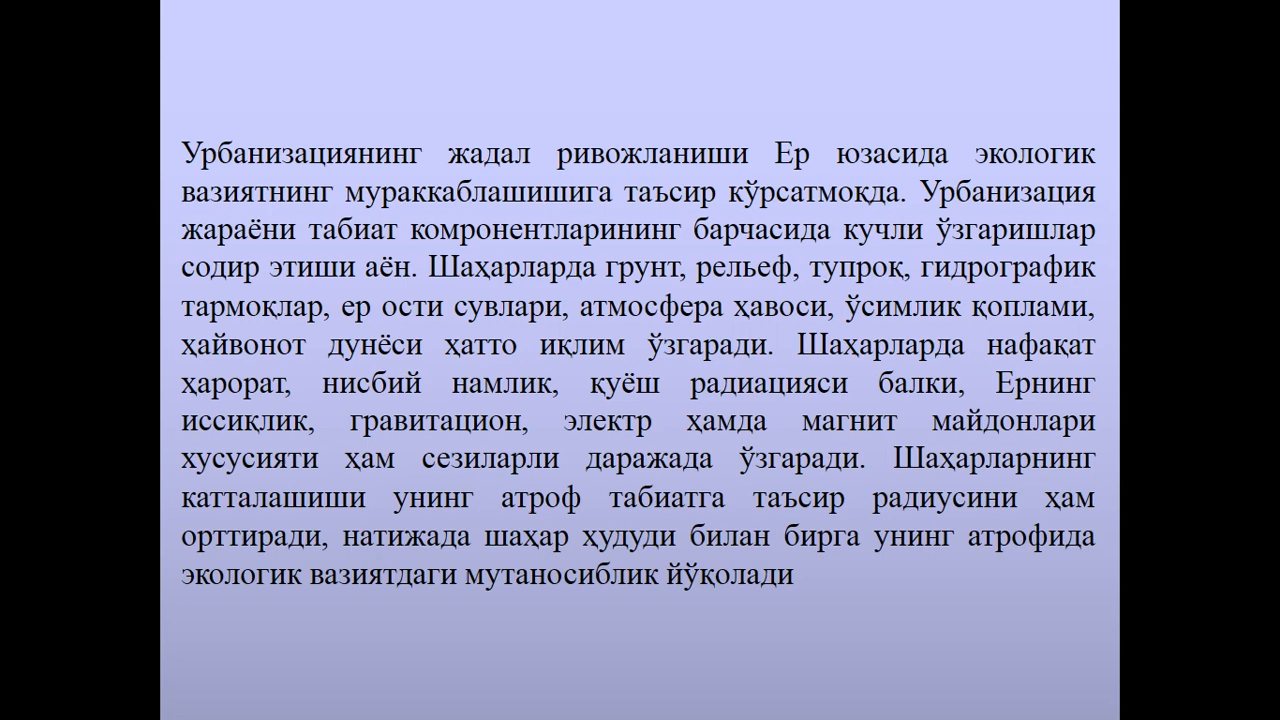 Урбанизациянинг жадал ривожланиши Ер юзасида экологик
вазиятнинг мураккаблашишига таъсир кўрсатмоқда. Урбанизация
жараёни табиат комронентларининг барчасида кучли ўзгаришлар
содир этиши аён. Шаҳарларда грунт, рельеф, тупроқ, гидрографик
тармоқлар, ер ости сувлари, атмосфера ҳавоси, ўсимлик қоплами,
ҳайвонот дунёси ҳатто иқлим ўзгаради. Шаҳарларда нафақат
ҳарорат, нисбий намлик, қуёш радиацияси балки, Ернинг
иссиқлик, гравитацион, электр ҳамда магнит майдонлари
хусусияти ҳам сезиларли даражада ўзгаради. Шаҳарларнинг
катталашиши унинг атроф табиатга таъсир радиусини ҳам
орттиради, натижада шаҳар ҳудуди билан бирга унинг атрофида
экологик вазиятдаги мутаносиблик йўқолади